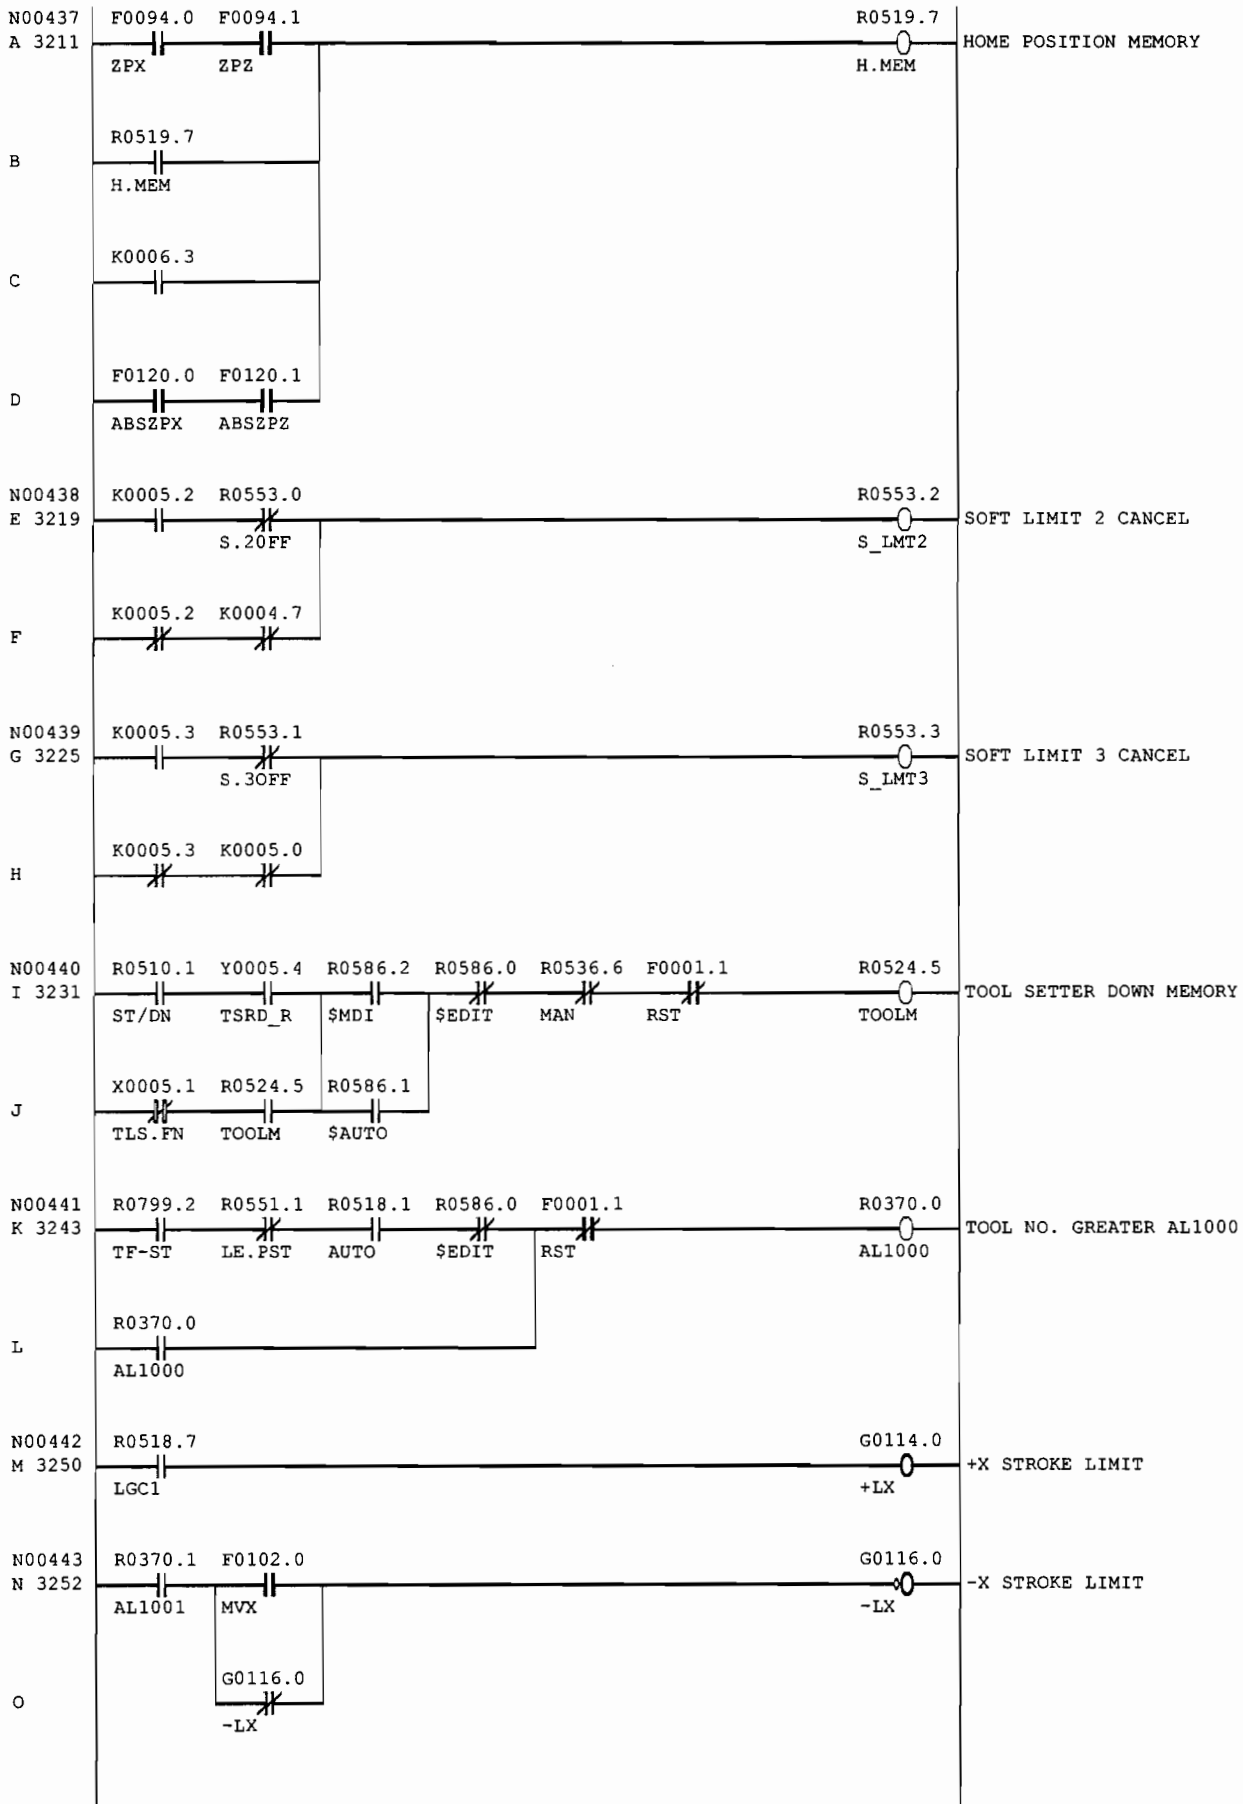 N00437 F0094.0 F0094.1 R0519.7
A 3211 HOME POSITION MEMORY
ZPX ZPZ H.MEM
R0519.7
B
H.MEM
K0006.3
C
F0120.0 F0120.1
D
ABSZPX ABSZPZ
N00438 K0005.2 R0553.0 R0553.2
E 3219 SOFT LIMIT 2 CANCEL
S.2OFF S_LMT2
K0005.2 K0004.7
F
N00439 K0005.3 R0553.1 R0553.3
G 3225 SOFT LIMIT 3 CANCEL
S.3OFF S_LMT3
K0005.3 K0005.0
H
N00440 R0510.1 Y0005.4 R0586.2 R0586.0 R0536.6 F0001.1 R0524.5
I 3231 TOOL SETTER DOWN MEMORY
ST/DN TSRD_R $MDI $EDIT MAN RST TOOLM
X0005.1 R0524.5 R0586.1
J
TLS.FN TOOLM $AUTO
N00441 R0799.2 R0551.1 R0518.1 R0586.0 F0001.1 R0370.0
K 3243 TOOL NO. GREATER AL1000
TF-ST LE.PST AUTO $EDIT RST AL1000
R0370.0
L
AL1000
N00442 R0518.7 G0114.0
M 3250 +X STROKE LIMIT
LGC1 +LX
N00443 R0370.1 F0102.0 G0116.0
N 3252 -X STROKE LIMIT
AL1001 MVX -LX
G0116.0
O
-LX